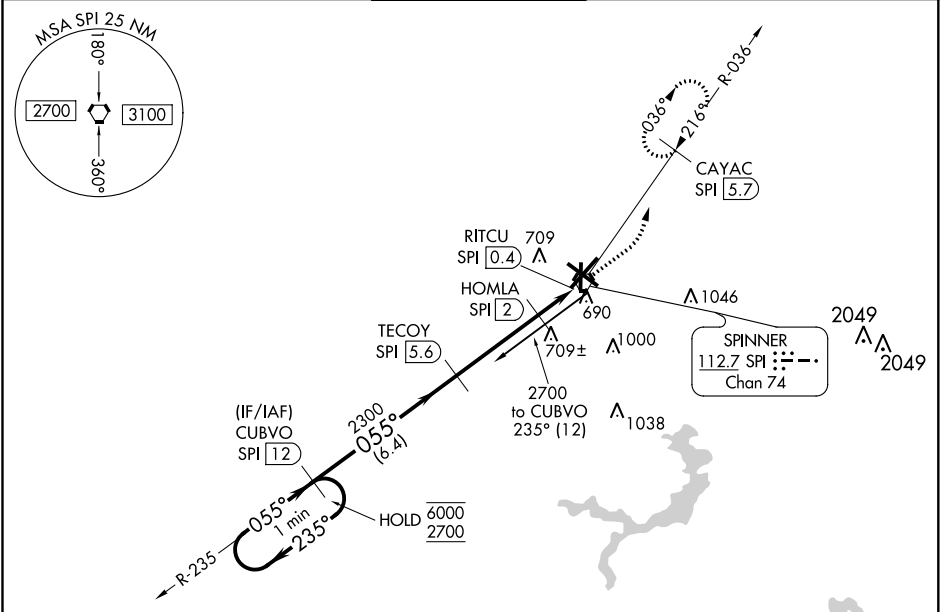 MSA SPI 25 NM
180°
2700
3100
360°
R-036
036°
216°
CAYAC
SPI 5.7
RITCU
SPI 0.4
709
HOMLA
SPI 2
690
1046
TECOY
SPI 5.6
709±
1000
SPINNER
112.7 SPI
Chan 74
2049
2049
2700
to CUBVO
235° (12)
1038
(IF/IAF)
CUBVO
SPI 12
2300
055°
(6.4)
055°
1 min
235°
HOLD 6000
2700
R-235